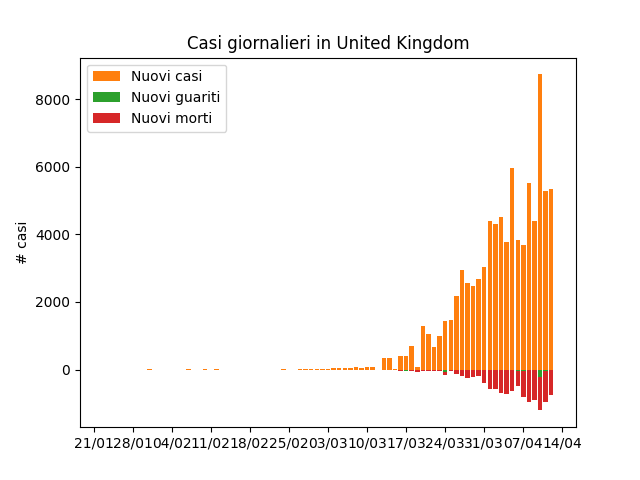 Casi giornalieri in United Kingdom
Nuovi casi
Nuovi guariti
Nuovi morti
# casi
8000
6000
4000
2000
0
21/01 28/01 04/02 11/02 18/02 25/02 03/03 10/03 17/03 24/03 31/03 07/04 14/04